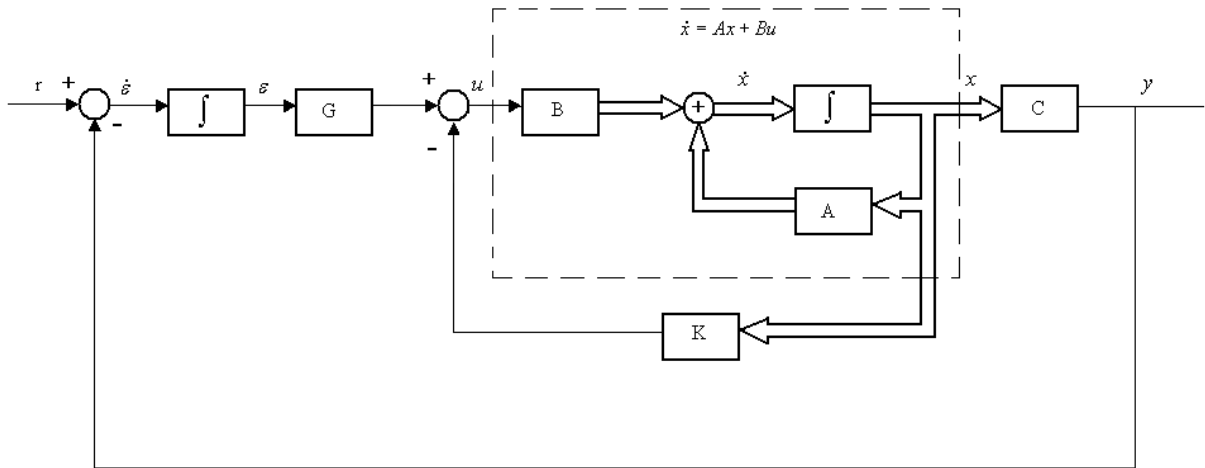 ẋ = Ax + Bu
r + ε̇ ∫ ε G + u B + ẋ ∫ x C y
-
-
A
K